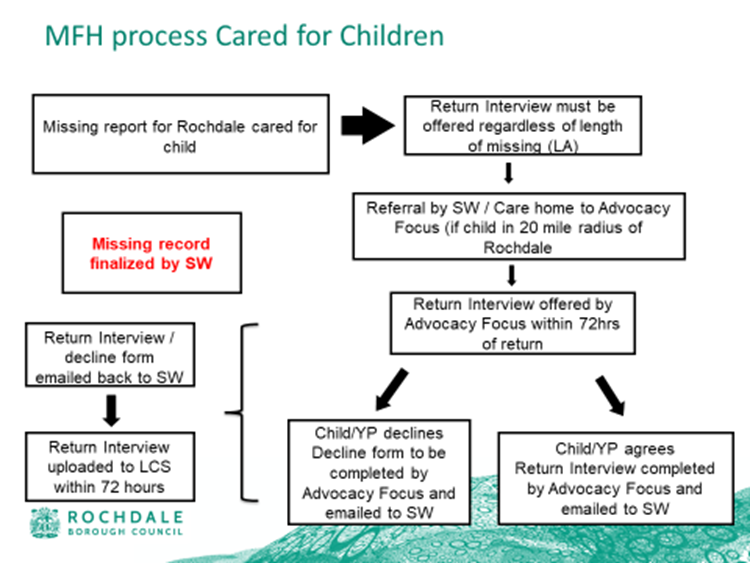 MFH process Cared for Children
Missing report for Rochdale cared for
child
Return Interview must be
offered regardless of length
of missing (LA)
Referral by SW / Care home to Advocacy
Focus (if child in 20 mile radius of
Rochdale
Missing record
finalized by SW
Return Interview offered by
Advocacy Focus within 72hrs
of return
Return Interview /
decline form
emailed back to SW
Return Interview
uploaded to LCS
within 72 hours
Child/YP declines
Decline form to be
completed by
Advocacy Focus and
emailed to SW
Child/YP agrees
Return Interview completed
by Advocacy Focus and
emailed to SW
ROCHDALE
BOROUGH COUNCIL